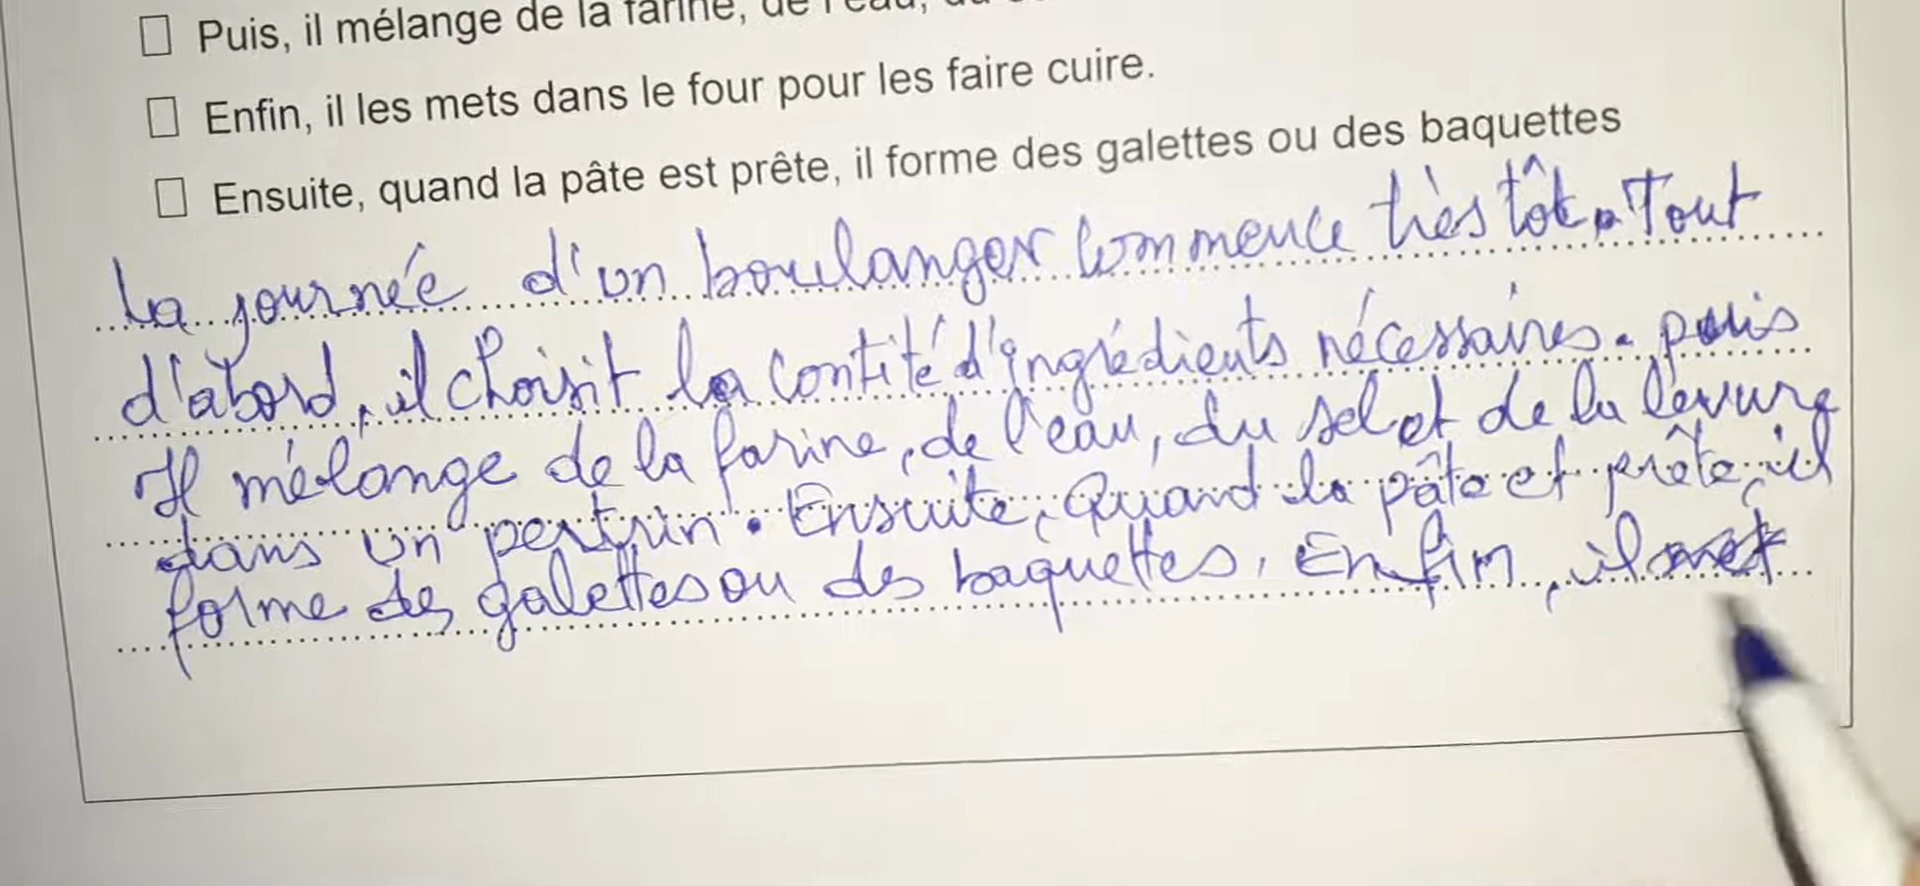 ☐ Puis, il mélange de la farine, de l'eau, du
☐ Enfin, il les mets dans le four pour les faire cuire.
☐ Ensuite, quand la pâte est prête, il forme des galettes ou des baquettes
La journée d'un boulanger commence très tôt. Tout
d'abord, il choisit la contité d'ingrédients nécessaires. puis
Il mélange de la farine, de l'eau, du sel et de la levure
dans un pertrin. Ensuite, Quand la pâte et prête, il
forme des galettes ou des baquettes, Enfin, il met